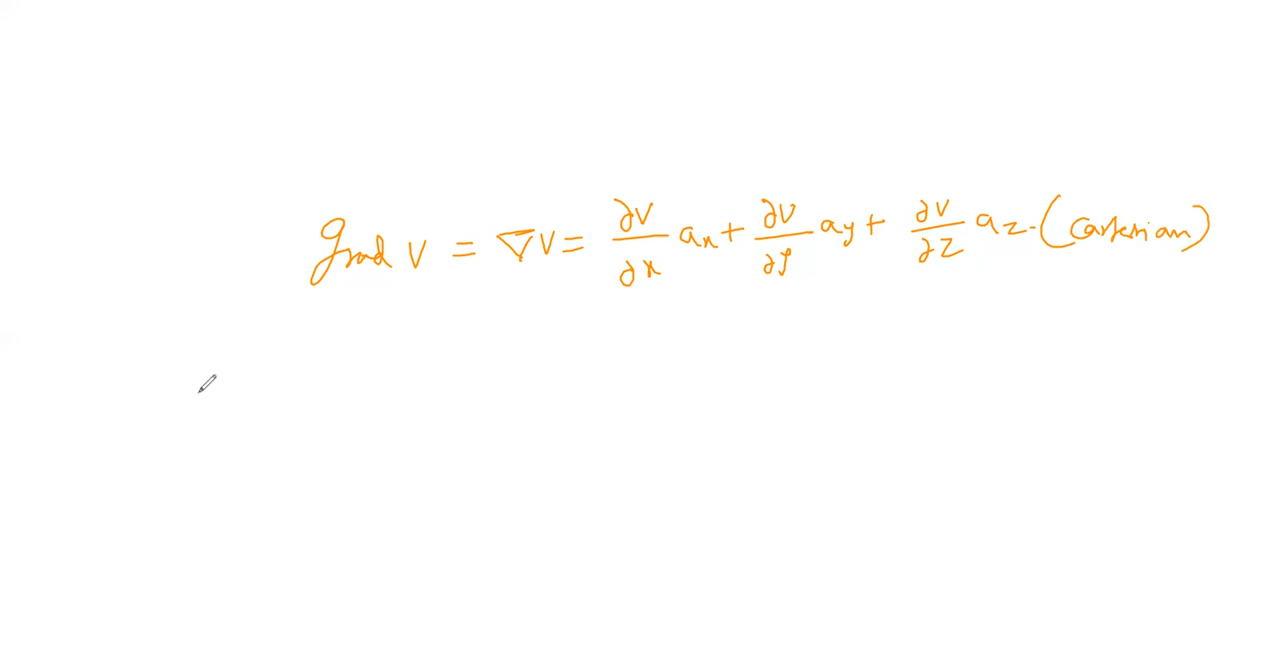 grad V = ∇V = ∂V/∂x ax + ∂V/∂y ay + ∂V/∂z az. (Cartesian)